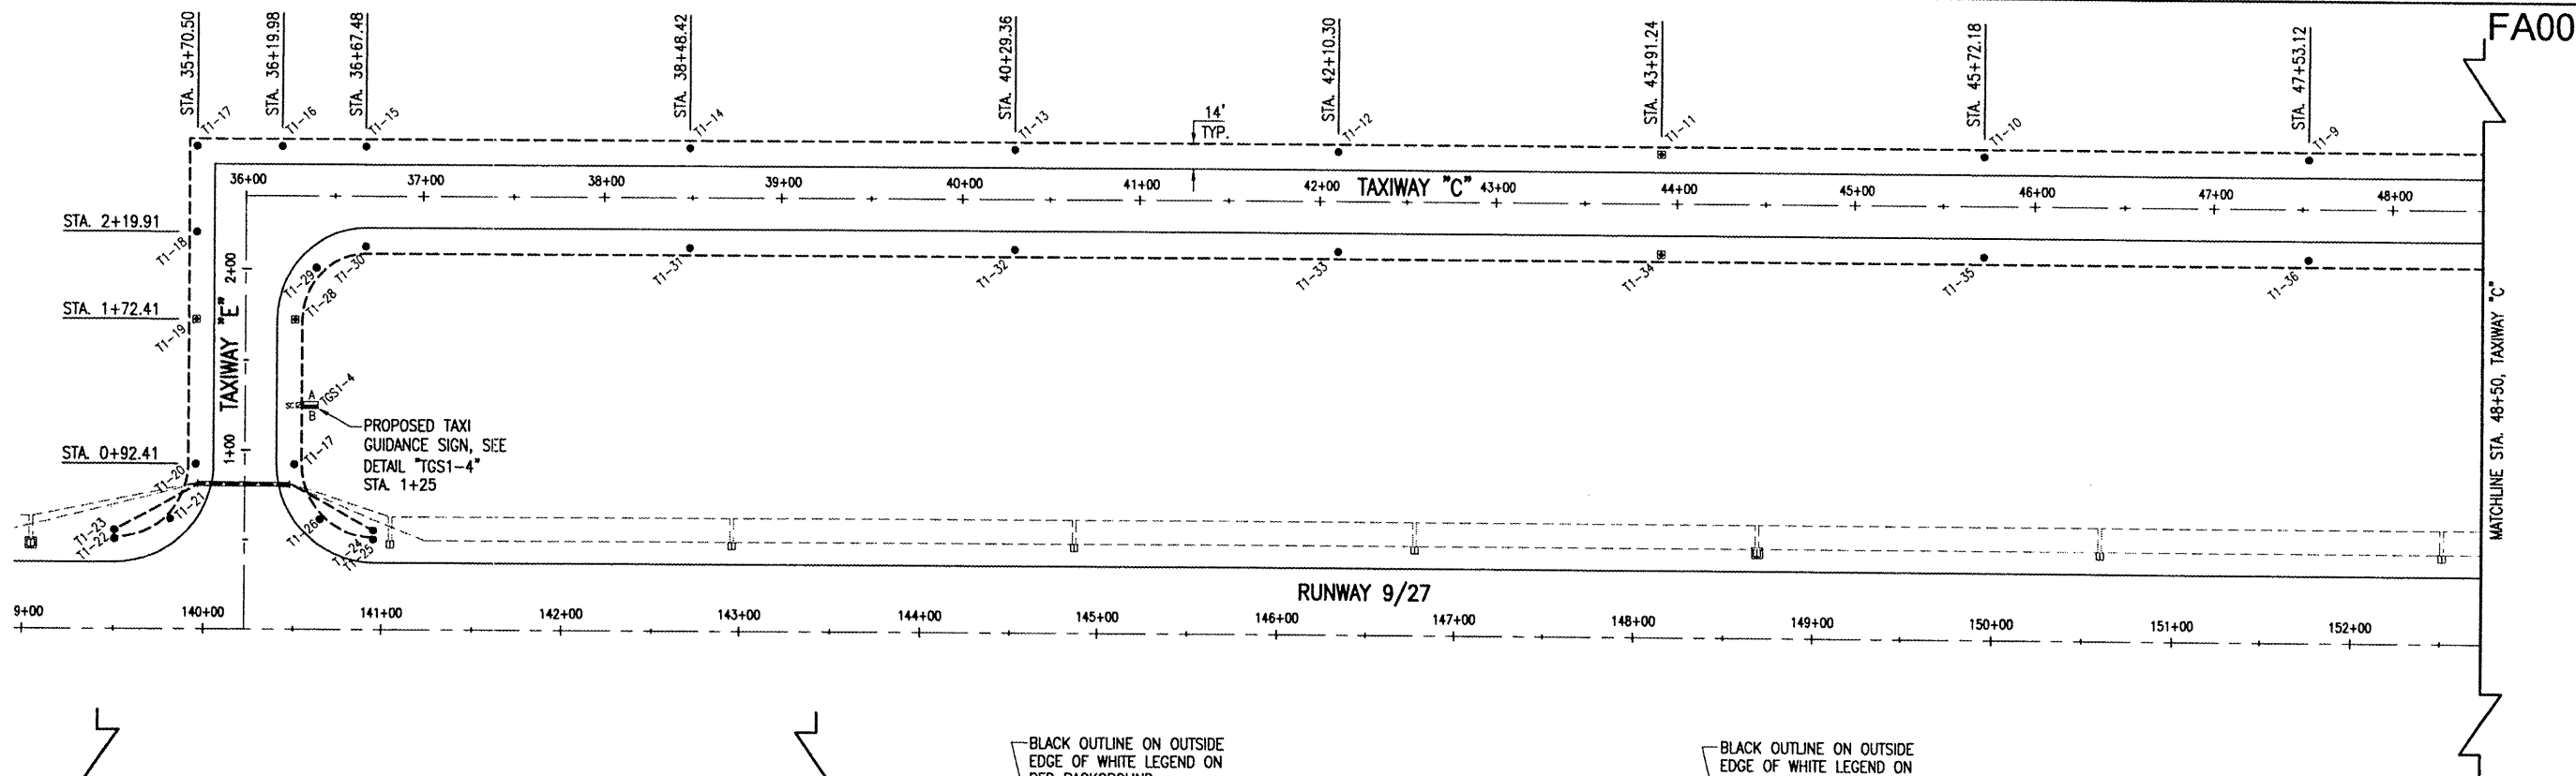 FA00
STA. 35+70.50
STA. 36+19.98
STA. 36+67.48
STA. 38+48.42
STA. 40+29.36
STA. 42+10.30
STA. 43+91.24
STA. 45+72.18
STA. 47+53.12
T1-17
T1-16
T1-15
T1-14
T1-13
14'
TYP.
T1-12
T1-11
T1-10
T1-9
36+00
37+00
38+00
39+00
40+00
41+00
42+00
TAXIWAY "C"
43+00
44+00
45+00
46+00
47+00
48+00
STA. 2+19.91
T1-18
2+00
T1-29
T1-30
T1-31
T1-32
T1-33
T1-34
T1-35
T1-36
STA. 1+72.41
T1-19
T1-28
TAXIWAY "E"
MATCHLINE STA. 48+50, TAXIWAY "C"
A
B
TGS1-4
PROPOSED TAXI
GUIDANCE SIGN, SEE
DETAIL "TGS1-4"
STA. 1+25
STA. 0+92.41
1+00
T1-17
T1-20
T1-21
T1-23
T1-22
T1-26
T1-24
T1-25
RUNWAY 9/27
9+00
140+00
141+00
142+00
143+00
144+00
145+00
146+00
147+00
148+00
149+00
150+00
151+00
152+00
BLACK OUTLINE ON OUTSIDE
EDGE OF WHITE LEGEND ON
RED BACKGROUND
BLACK OUTLINE ON OUTSIDE
EDGE OF WHITE LEGEND ON